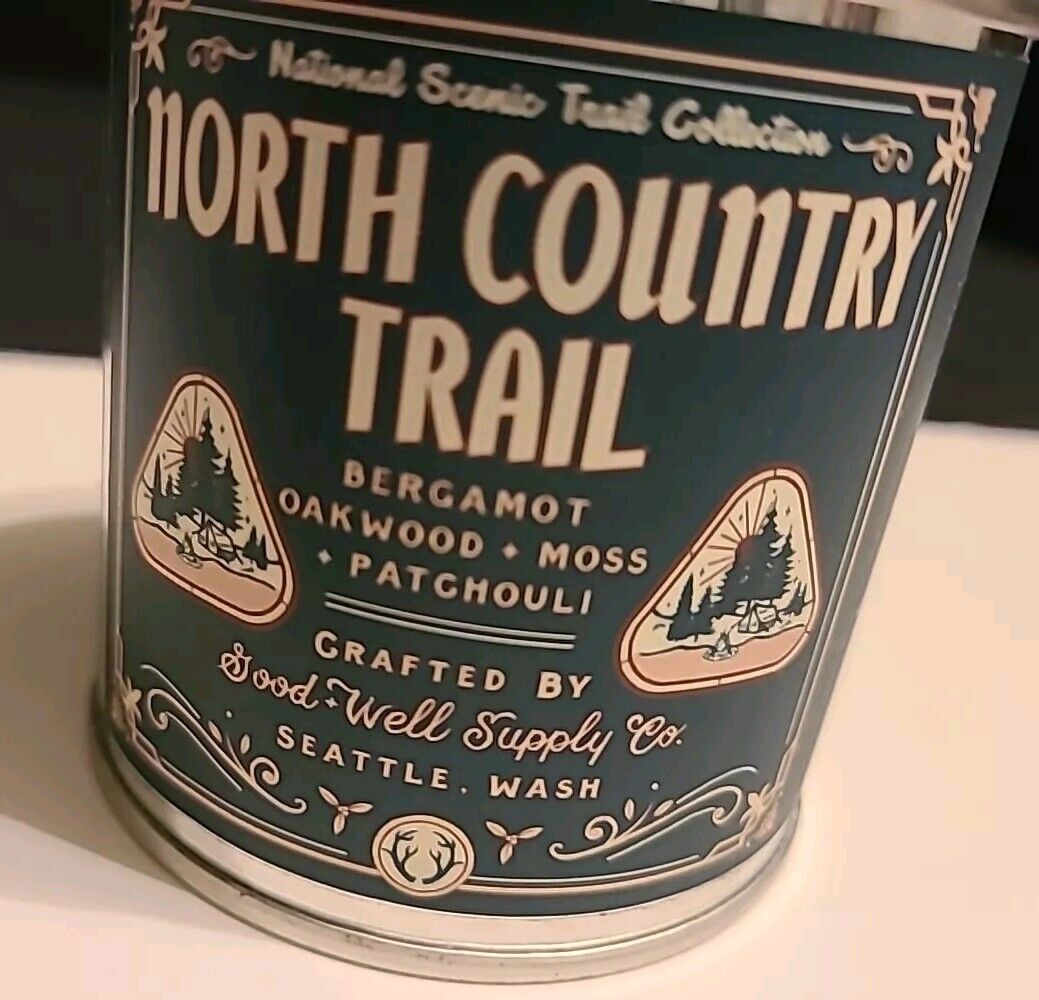 National Scenic Trail Collection
NORTH COUNTRY
TRAIL
BERGAMOT
OAKWOOD + MOSS
+ PATCHOULI
CRAFTED BY
Good & Well Supply Co.
SEATTLE. WASH